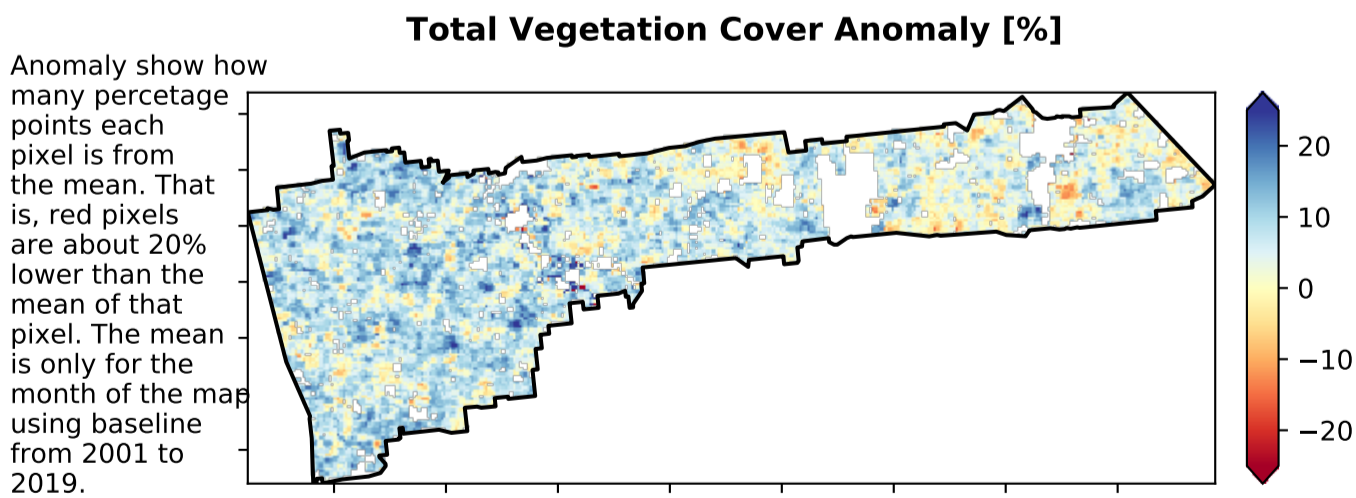 Total Vegetation Cover Anomaly [%]
Anomaly show how
many percetage
points each
pixel is from
the mean. That
is, red pixels
are about 20%
lower than the
mean of that
pixel. The mean
is only for the
month of the map
using baseline
from 2001 to
2019.
20
10
0
−10
−20